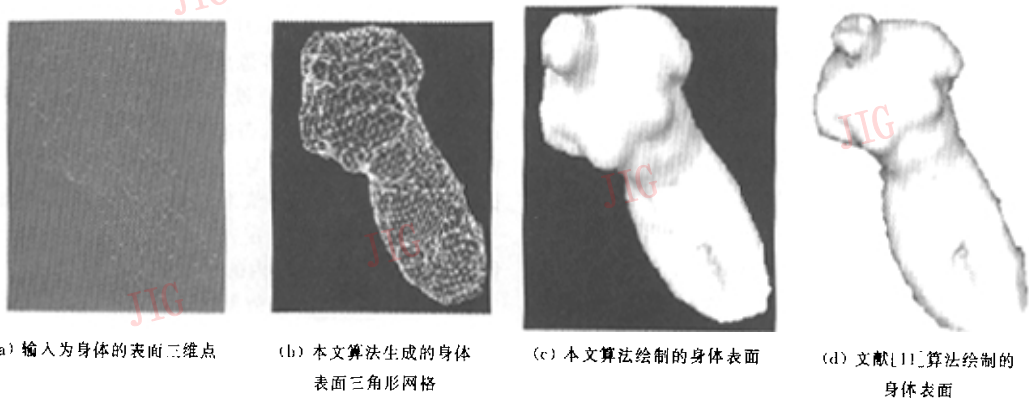 JIG
JIG
JIG
JIG
JIG
a) 输入为身体的表面三维点
(b) 本文算法生成的身体
表面三角形网格
(c) 本文算法绘制的身体表面
(d) 文献[11]算法绘制的
身体表面